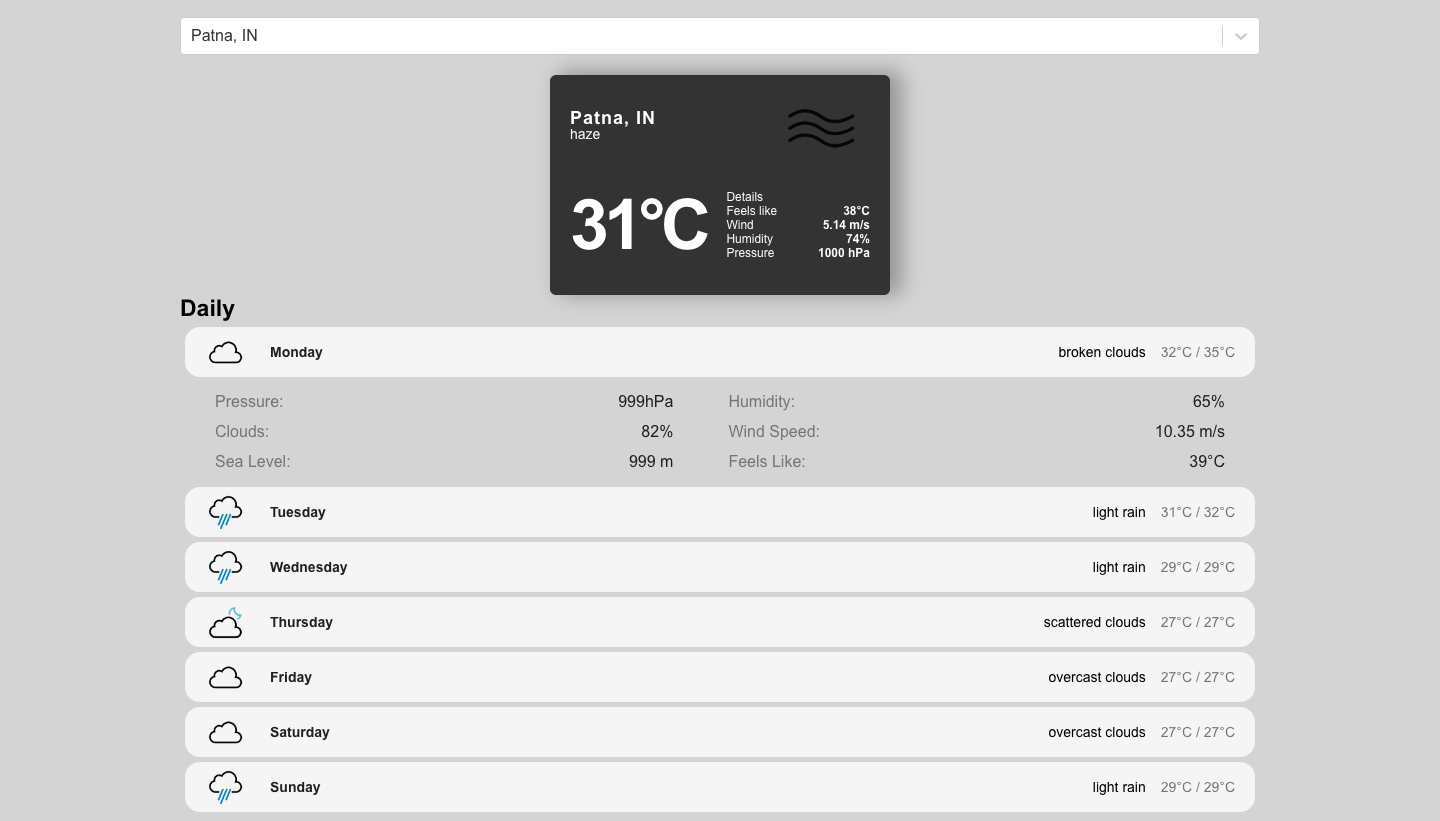 Patna, IN
Patna, IN
haze
31°C
Details
Feels like 38°C
Wind 5.14 m/s
Humidity 74%
Pressure 1000 hPa
Daily
Monday broken clouds 32°C / 35°C
Pressure: 999hPa Humidity: 65%
Clouds: 82% Wind Speed: 10.35 m/s
Sea Level: 999 m Feels Like: 39°C
Tuesday light rain 31°C / 32°C
Wednesday light rain 29°C / 29°C
Thursday scattered clouds 27°C / 27°C
Friday overcast clouds 27°C / 27°C
Saturday overcast clouds 27°C / 27°C
Sunday light rain 29°C / 29°C